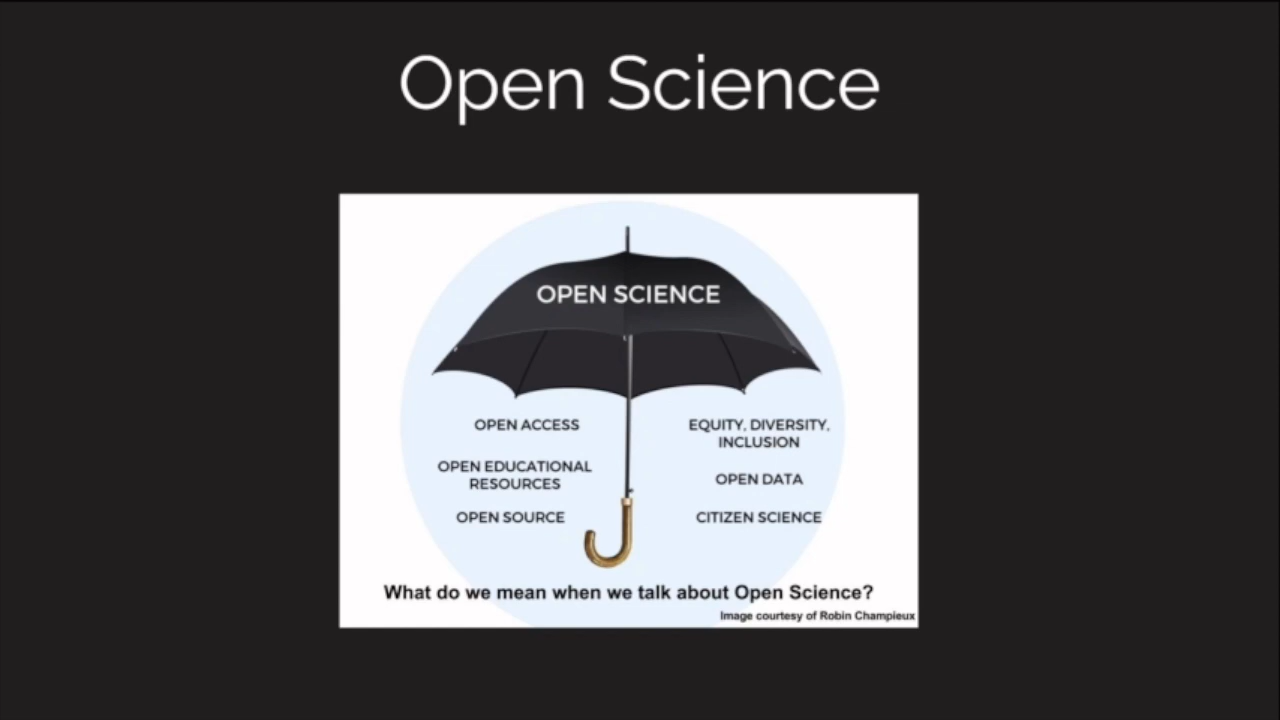 Open Science
OPEN SCIENCE
OPEN ACCESS
OPEN EDUCATIONAL
RESOURCES
OPEN SOURCE
EQUITY, DIVERSITY,
INCLUSION
OPEN DATA
CITIZEN SCIENCE
What do we mean when we talk about Open Science?
Image courtesy of Robin Champieux